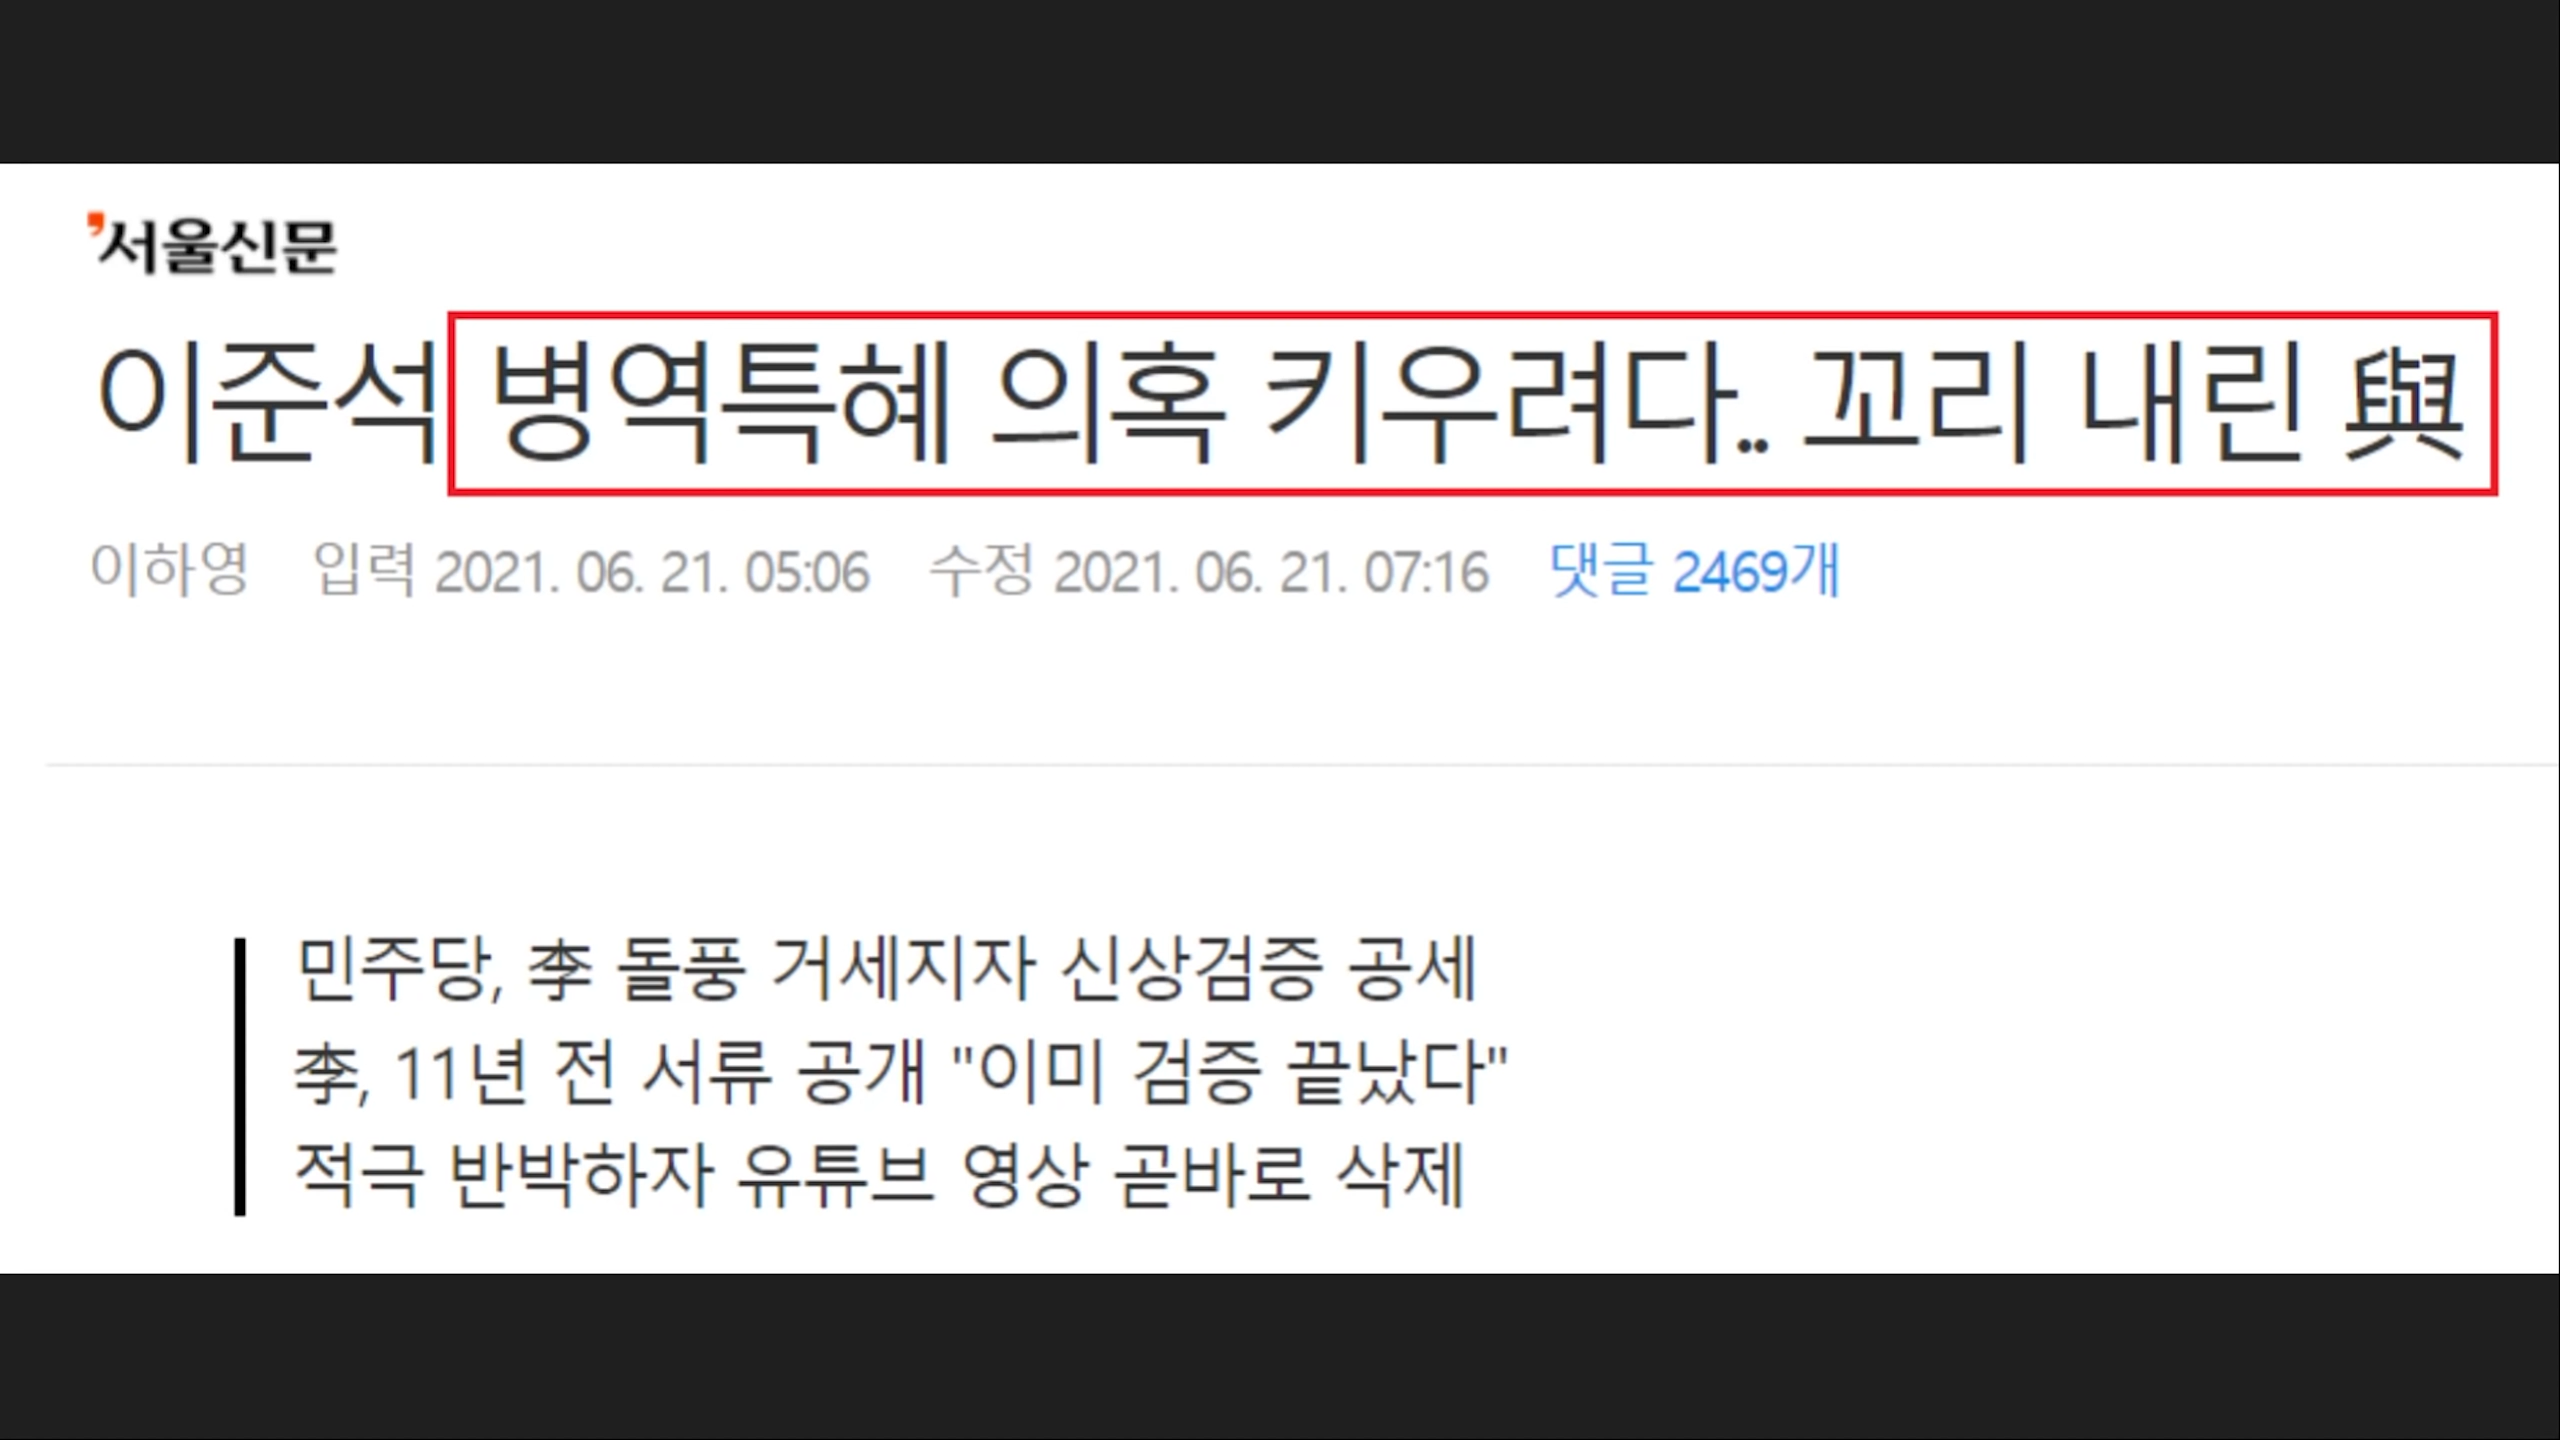 서울신문
이준석 병역특혜 의혹 키우려다.. 꼬리 내린 與
이하영 입력 2021. 06. 21. 05:06 수정 2021. 06. 21. 07:16 댓글 2469개
민주당, 李 돌풍 거세지자 신상검증 공세
李, 11년 전 서류 공개 "이미 검증 끝났다"
적극 반박하자 유튜브 영상 곧바로 삭제